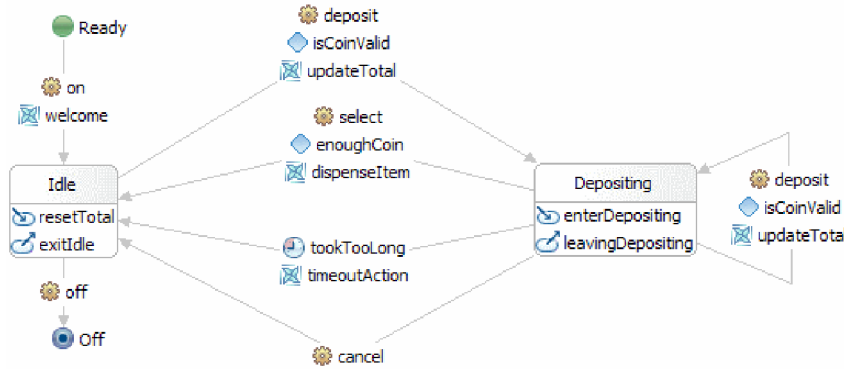 Ready
on
welcome
deposit
isCoinValid
updateTotal
select
enoughCoin
dispenseItem
Idle
resetTotal
exitIdle
tookTooLong
timeoutAction
Depositing
enterDepositing
leavingDepositing
deposit
isCoinValid
updateTota
off
Off
cancel